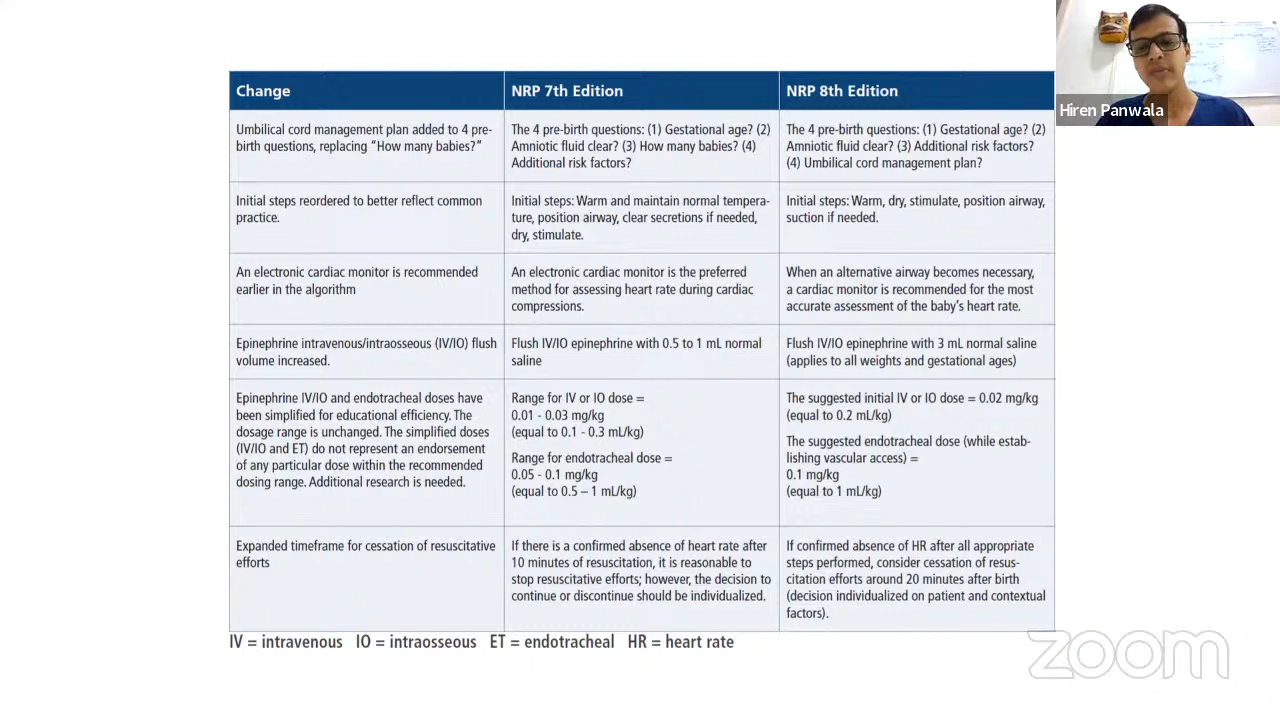 Hiren Panwala
Change
NRP 7th Edition
NRP 8th Edition
Umbilical cord management plan added to 4 pre-
birth questions, replacing “How many babies?”
The 4 pre-birth questions: (1) Gestational age? (2)
Amniotic fluid clear? (3) How many babies? (4)
Additional risk factors?
The 4 pre-birth questions: (1) Gestational age? (2)
Amniotic fluid clear? (3) Additional risk factors?
(4) Umbilical cord management plan?
Initial steps reordered to better reflect common
practice.
Initial steps: Warm and maintain normal tempera-
ture, position airway, clear secretions if needed,
dry, stimulate.
Initial steps: Warm, dry, stimulate, position airway,
suction if needed.
An electronic cardiac monitor is recommended
earlier in the algorithm
An electronic cardiac monitor is the preferred
method for assessing heart rate during cardiac
compressions.
When an alternative airway becomes necessary,
a cardiac monitor is recommended for the most
accurate assessment of the baby’s heart rate.
Epinephrine intravenous/intraosseous (IV/IO) flush
volume increased.
Flush IV/IO epinephrine with 0.5 to 1 mL normal
saline
Flush IV/IO epinephrine with 3 mL normal saline
(applies to all weights and gestational ages)
Epinephrine IV/IO and endotracheal doses have
been simplified for educational efficiency. The
dosage range is unchanged. The simplified doses
(IV/IO and ET) do not represent an endorsement
of any particular dose within the recommended
dosing range. Additional research is needed.
Range for IV or IO dose =
0.01 - 0.03 mg/kg
(equal to 0.1 - 0.3 mL/kg)
Range for endotracheal dose =
0.05 - 0.1 mg/kg
(equal to 0.5 – 1 mL/kg)
The suggested initial IV or IO dose = 0.02 mg/kg
(equal to 0.2 mL/kg)
The suggested endotracheal dose (while estab-
lishing vascular access) =
0.1 mg/kg
(equal to 1 mL/kg)
Expanded timeframe for cessation of resuscitative
efforts
If there is a confirmed absence of heart rate after
10 minutes of resuscitation, it is reasonable to
stop resuscitative efforts; however, the decision to
continue or discontinue should be individualized.
If confirmed absence of HR after all appropriate
steps performed, consider cessation of resus-
citation efforts around 20 minutes after birth
(decision individualized on patient and contextual
factors).
IV = intravenous IO = intraosseous ET = endotracheal HR = heart rate
zoom